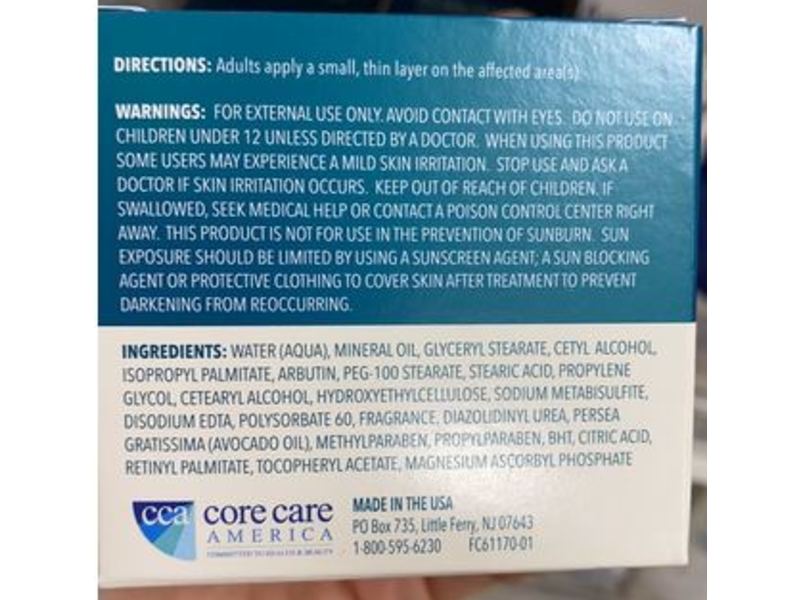 DIRECTIONS: Adults apply a small, thin layer on the affected area(s)
WARNINGS: FOR EXTERNAL USE ONLY. AVOID CONTACT WITH EYES. DO NOT USE ON
CHILDREN UNDER 12 UNLESS DIRECTED BY A DOCTOR. WHEN USING THIS PRODUCT
SOME USERS MAY EXPERIENCE A MILD SKIN IRRITATION. STOP USE AND ASK A
DOCTOR IF SKIN IRRITATION OCCURS. KEEP OUT OF REACH OF CHILDREN. IF
SWALLOWED, SEEK MEDICAL HELP OR CONTACT A POISON CONTROL CENTER RIGHT
AWAY. THIS PRODUCT IS NOT FOR USE IN THE PREVENTION OF SUNBURN. SUN
EXPOSURE SHOULD BE LIMITED BY USING A SUNSCREEN AGENT; A SUN BLOCKING
AGENT OR PROTECTIVE CLOTHING TO COVER SKIN AFTER TREATMENT TO PREVENT
DARKENING FROM REOCCURRING.
INGREDIENTS: WATER (AQUA), MINERAL OIL, GLYCERYL STEARATE, CETYL ALCOHOL,
ISOPROPYL PALMITATE, ARBUTIN, PEG-100 STEARATE, STEARIC ACID, PROPYLENE
GLYCOL, CETEARYL ALCOHOL, HYDROXYETHYLCELLULOSE, SODIUM METABISULFITE,
DISODIUM EDTA, POLYSORBATE 60, FRAGRANCE, DIAZOLIDINYL UREA, PERSEA
GRATISSIMA (AVOCADO OIL), METHYLPARABEN, PROPYLPARABEN, BHT, CITRIC ACID,
RETINYL PALMITATE, TOCOPHERYL ACETATE, MAGNESIUM ASCORBYL PHOSPHATE
cca core care
AMERICA
COMMITTED TO HEALTH & BEAUTY
MADE IN THE USA
PO Box 735, Little Ferry, NJ 07643
1-800-595-6230 FC61170-01